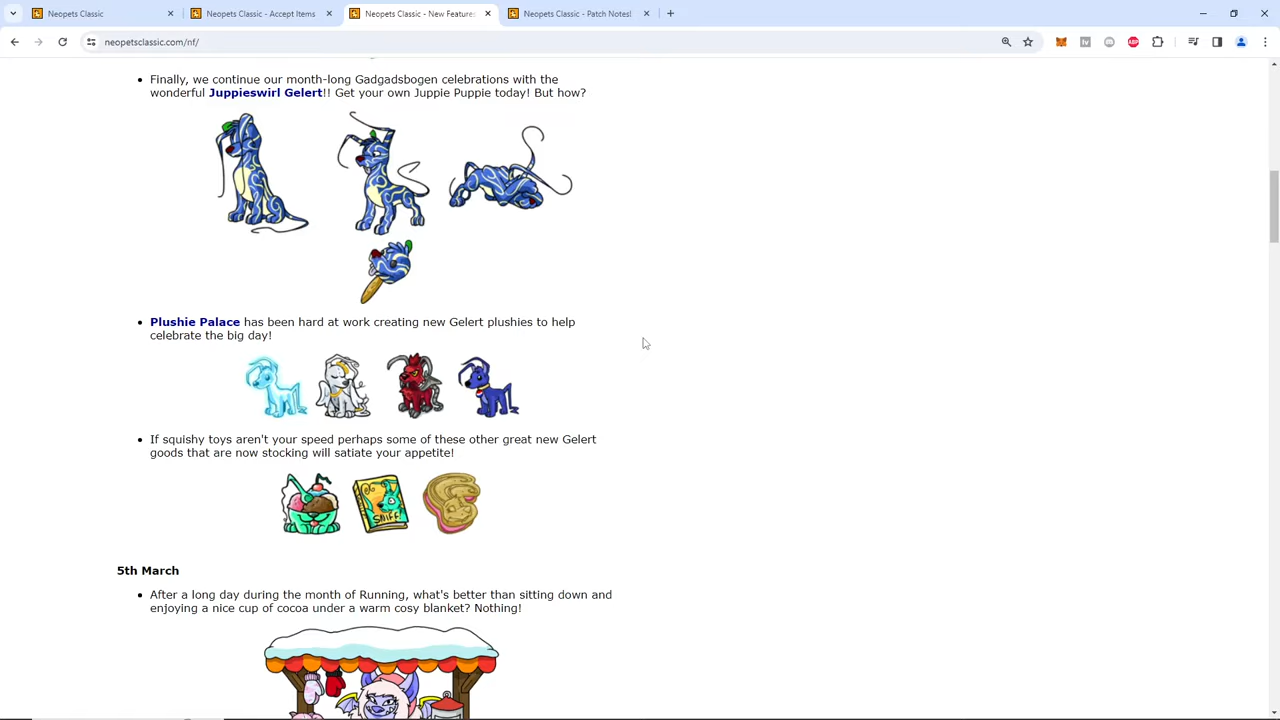 Neopets Classic
Neopets Classic - Accept Items
Neopets Classic - New Features
Neopets Classic - Patch Notes!
neopetsclassic.com/nf/
Finally, we continue our month-long Gadgadsbogen celebrations with the
wonderful Juppieswirl Gelert!! Get your own Juppie Puppie today! But how?
Plushie Palace has been hard at work creating new Gelert plushies to help
celebrate the big day!
If squishy toys aren't your speed perhaps some of these other great new Gelert
goods that are now stocking will satiate your appetite!
SNIFF
5th March
After a long day during the month of Running, what's better than sitting down and
enjoying a nice cup of cocoa under a warm cosy blanket? Nothing!